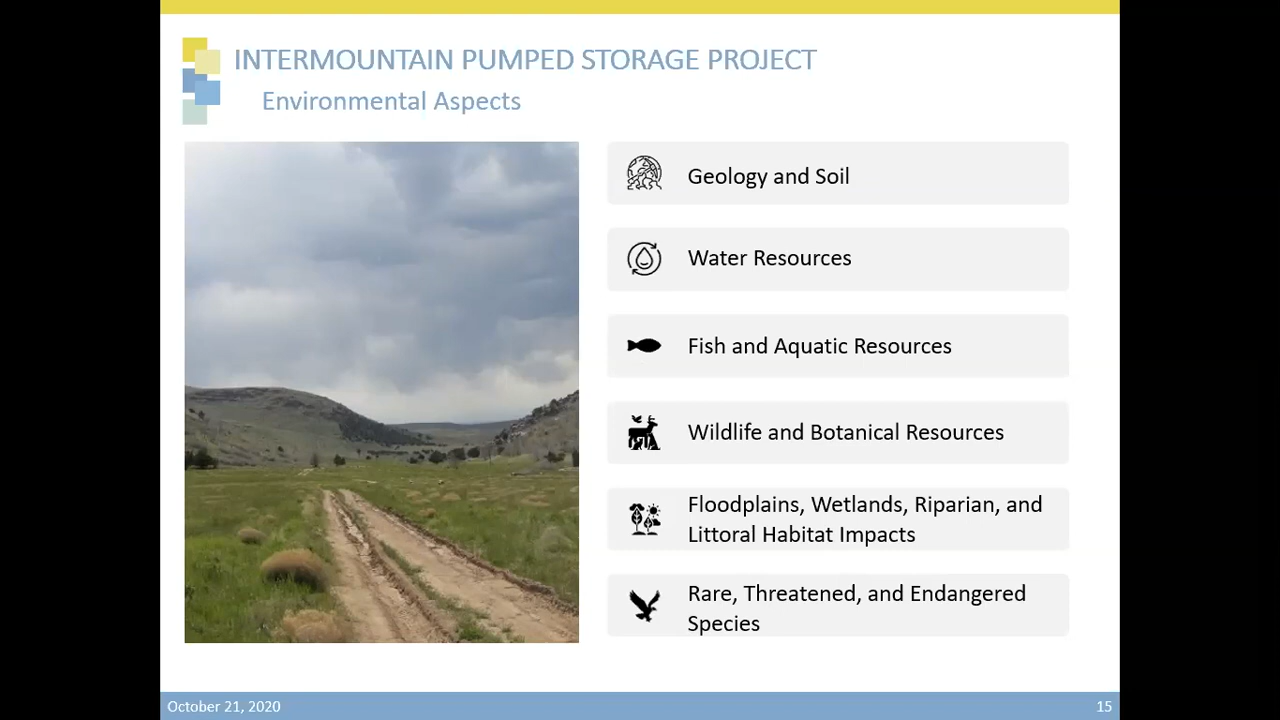 INTERMOUNTAIN PUMPED STORAGE PROJECT
Environmental Aspects
Geology and Soil
Water Resources
Fish and Aquatic Resources
Wildlife and Botanical Resources
Floodplains, Wetlands, Riparian, and
Littoral Habitat Impacts
Rare, Threatened, and Endangered
Species
October 21, 2020
15